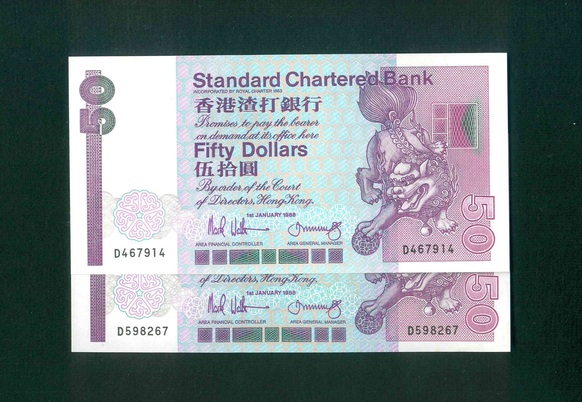 50
Standard Chartered Bank
INCORPORATED BY ROYAL CHARTER 1853
香港渣打銀行
Promises to pay the bearer
on demand at its office here
Fifty Dollars
伍拾圓
By order of the Court
of Directors, Hong Kong.
1st JANUARY 1988
AREA FINANCIAL CONTROLLER AREA GENERAL MANAGER
D467914 D467914
50
of Directors, Hong Kong.
1st JANUARY 1988
AREA FINANCIAL CONTROLLER AREA GENERAL MANAGER
D598267 D598267
50